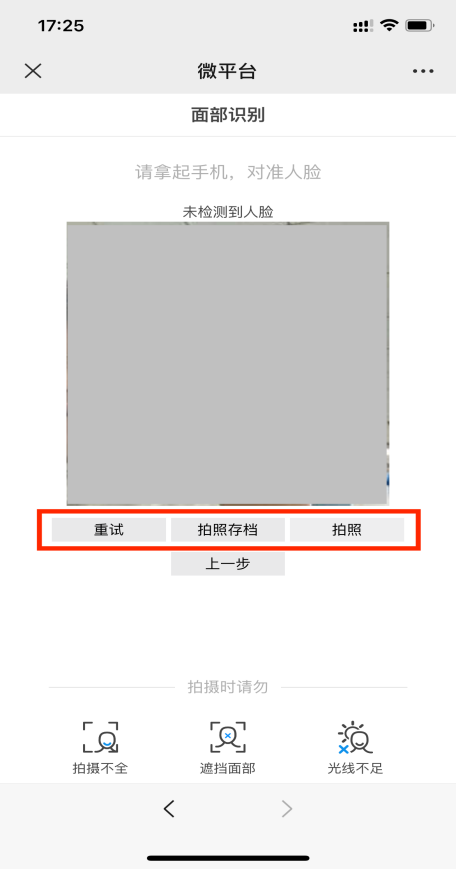 17:25
微平台
面部识别
请拿起手机，对准人脸
未检测到人脸
重试 拍照存档 拍照
上一步
拍摄时请勿
拍摄不全 遮挡面部 光线不足